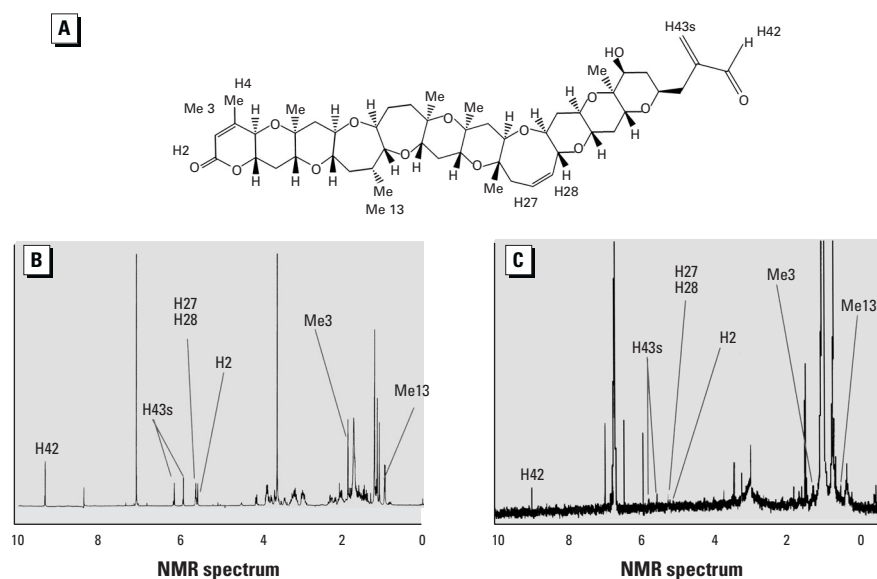 A
H43s
H42
H
HO
H4
Me
Me
Me 3
Me
O
H
H
H
H
Me
Me
H
H
O
H
O
O
O
O
H
O
H2
O
O
H
H
H
H
O
H
O
H
O
Me
H28
H27
Me
Me 13
B
H27
H28
Me3
H2
H43s
Me13
H42
10
8
6
4
2
0
NMR spectrum
C
H27
H28
Me3
H43s
H2
Me13
H42
10
8
6
4
2
0
NMR spectrum